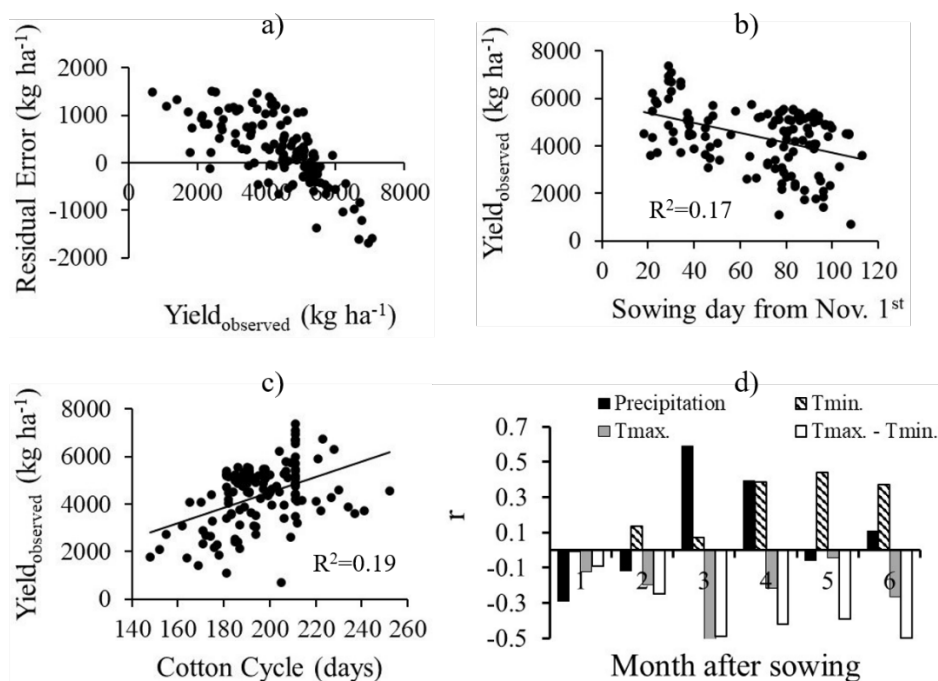 a)
Residual Error (kg ha⁻¹)
2000
1000
0
-1000
-2000
0
2000
4000
6000
8000
Yield_observed (kg ha⁻¹)
b)
Yield_observed (kg ha⁻¹)
8000
6000
4000
2000
0
R²=0.17
0 20 40 60 80 100 120
Sowing day from Nov. 1st
c)
Yield_observed (kg ha⁻¹)
8000
6000
4000
2000
0
R²=0.19
140 160 180 200 220 240 260
Cotton Cycle (days)
d)
Precipitation Tmin.
Tmax. Tmax. - Tmin.
r
0.7
0.5
0.3
0.1
-0.1
-0.3
-0.5
1 2 3 4 5 6
Month after sowing